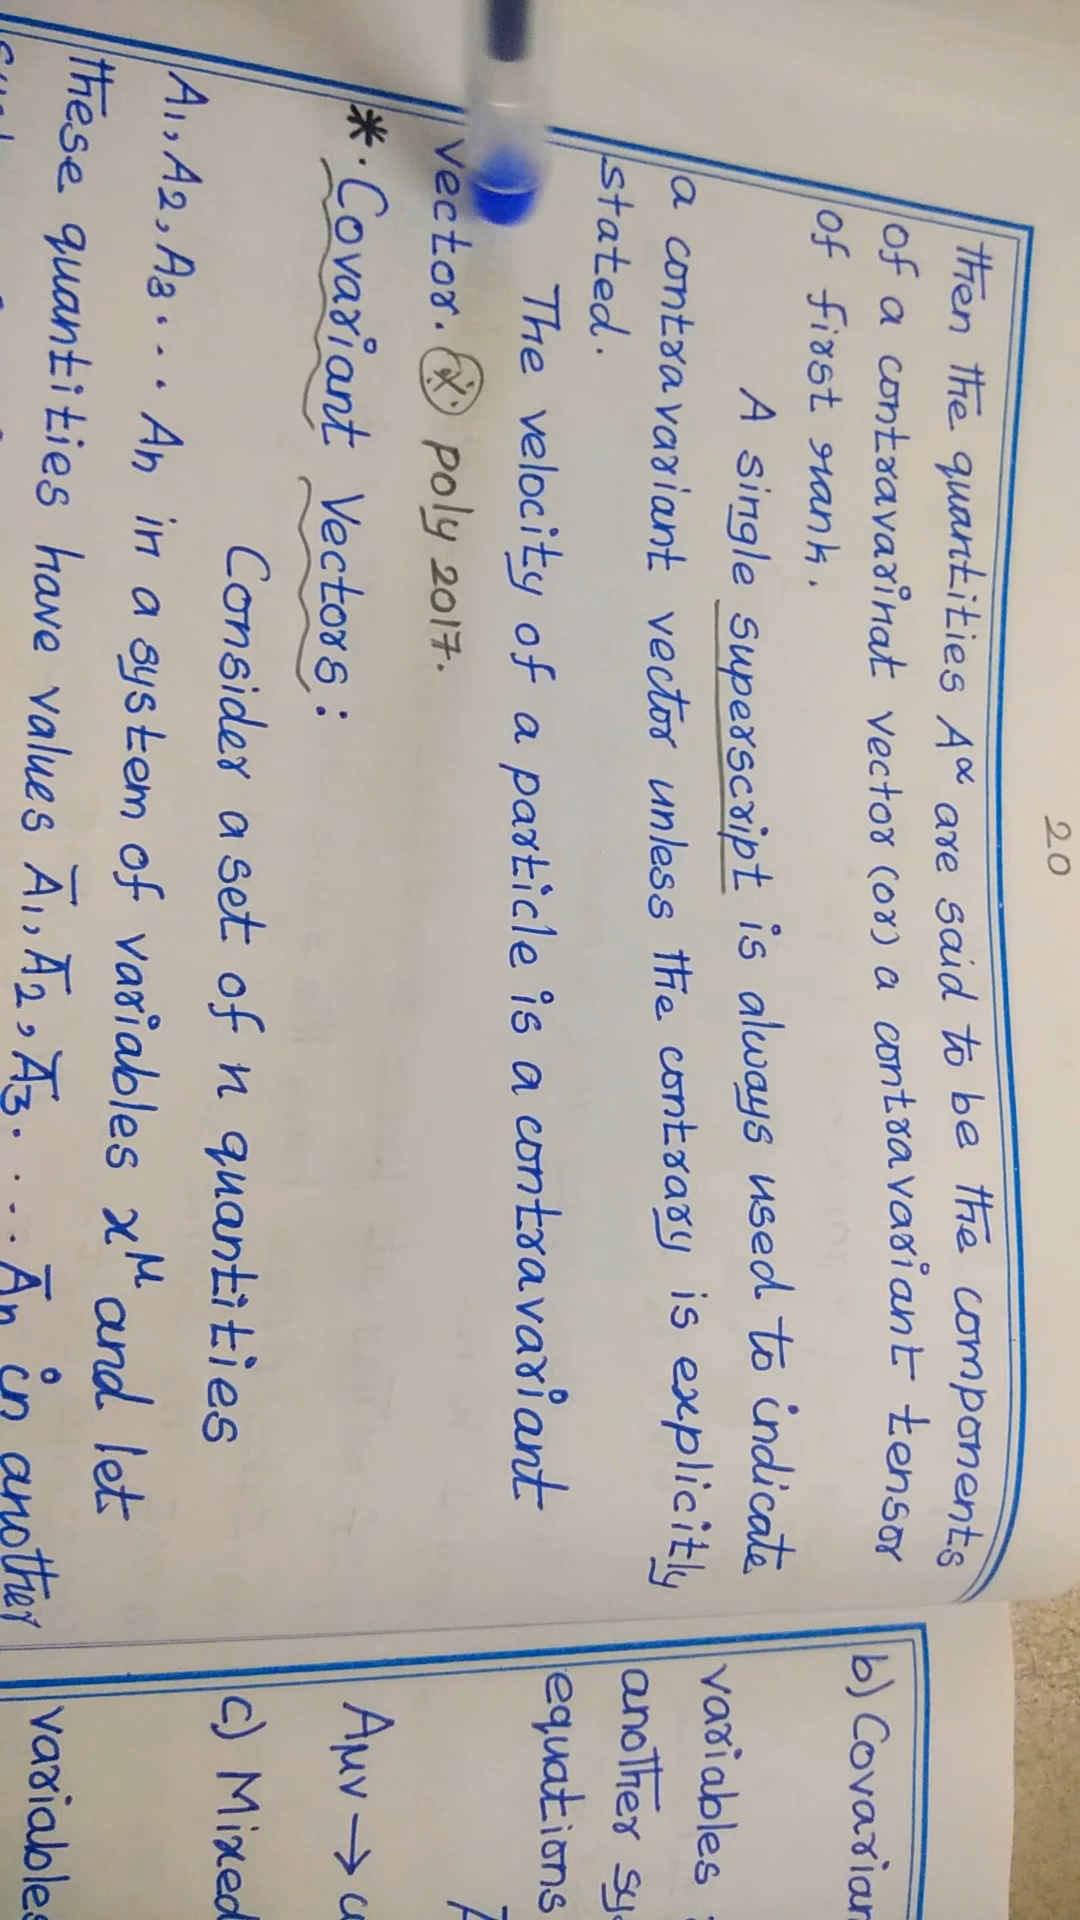 20
then the quantities A^α are said to be the components
of a contravarinat vector (or) a contravariant tensor
of first rank.
A single superscript is always used to indicate
a contravariant vector unless the contrary is explicitly
stated.
The velocity of a particle is a contravariant
vector. (x) poly 2017.
*. Covariant Vectors:
Consider a set of n quantities
A1, A2, A3... An in a system of variables x^μ and let
these quantities have values Ā1, Ā2, Ā3.... Ān in another
b) Covarian
variables
another sy
equations
Aμν →
c) Mixed
variables